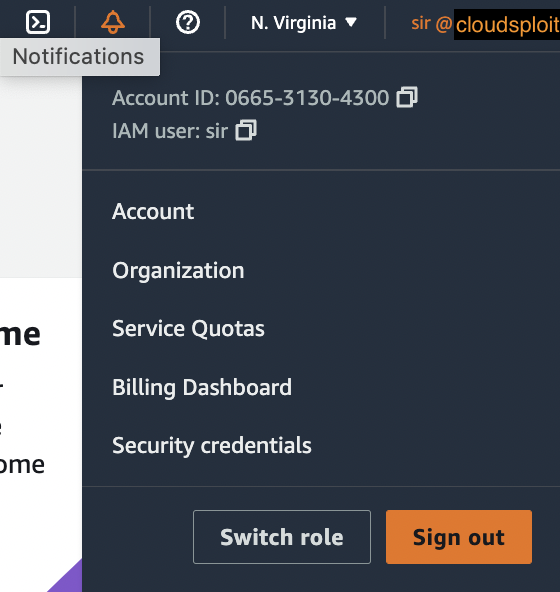 N. Virginia ▼
sir @ cloudsploit
Notifications
Account ID: 0665-3130-4300
IAM user: sir
Account
Organization
Service Quotas
Billing Dashboard
Security credentials
me
ome
Switch role
Sign out